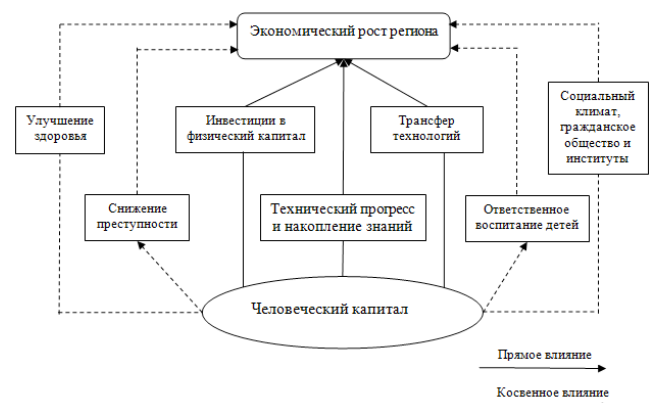 Экономический рост региона
Улучшение
здоровья
Инвестиции в
физический капитал
Трансфер
технологий
Социальный
климат,
гражданское
общество и
институты
Снижение
преступности
Технический прогресс
и накопление знаний
Ответственное
воспитание детей
Человеческий капитал
Прямое влияние
Косвенное влияние